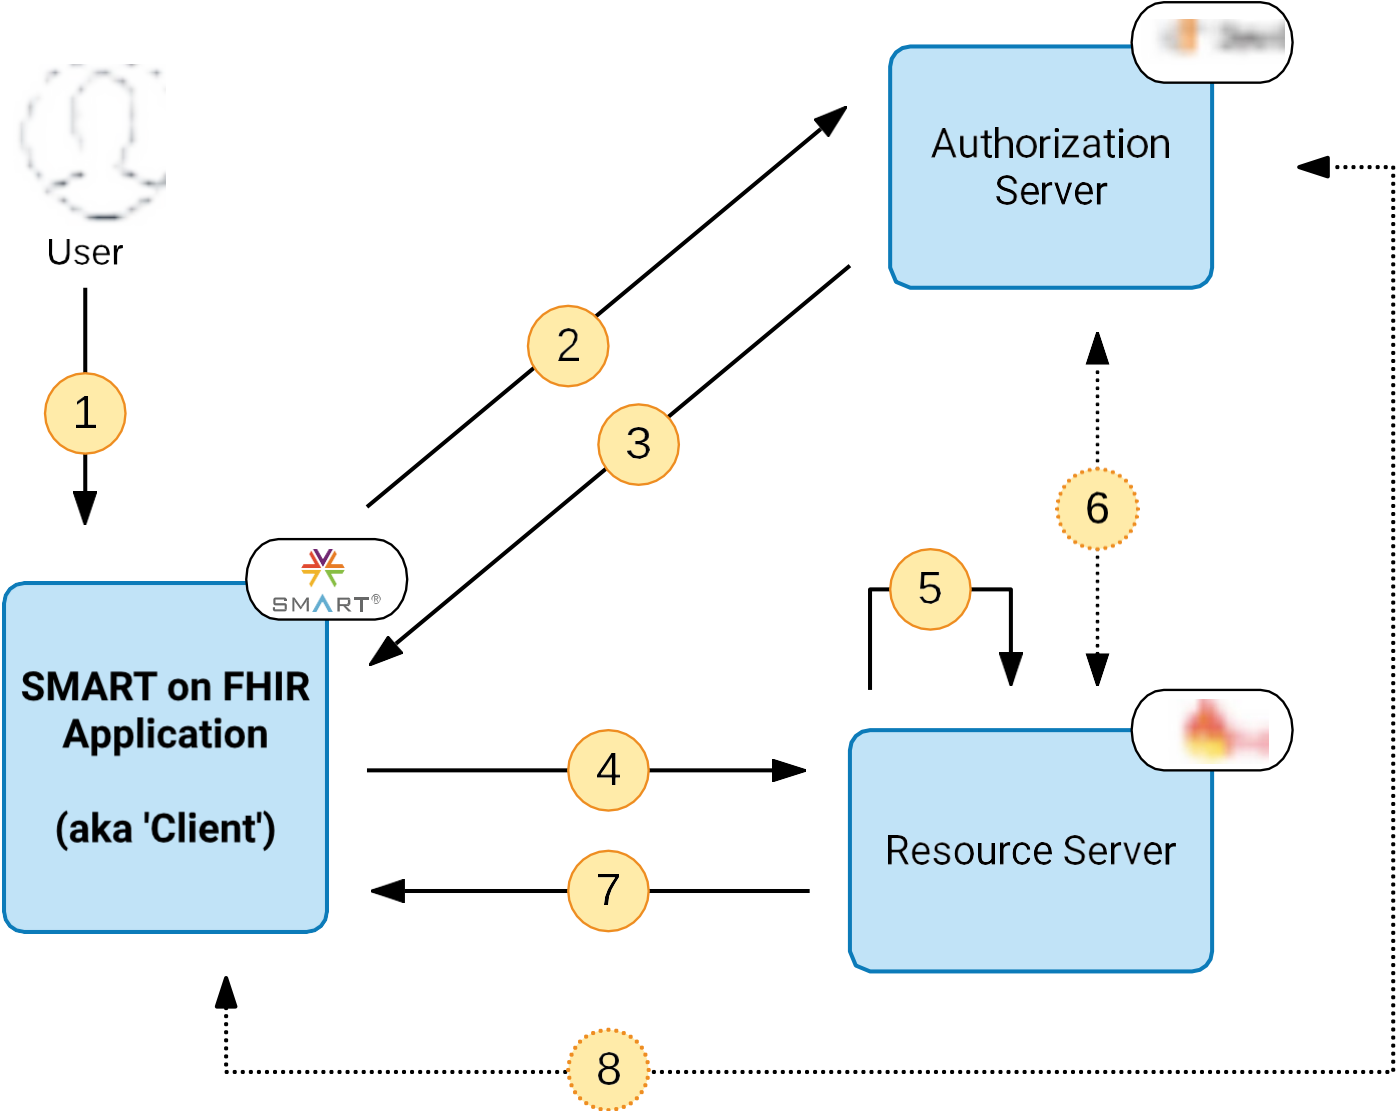 User
Authorization
Server
1
2
3
6
5
SMART®
SMART on FHIR
Application
(aka 'Client')
4
7
Resource Server
8